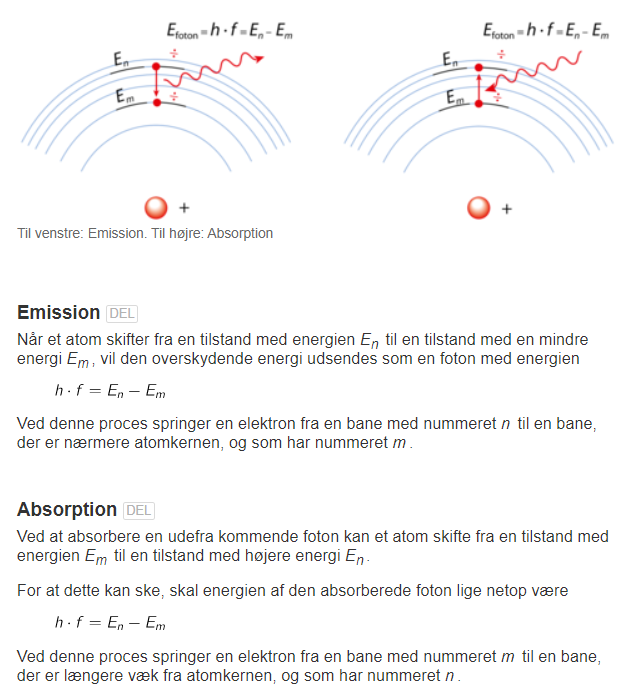 E_foton = h · f = E_n − E_m
E_n
÷
E_m
÷
+
E_foton = h · f = E_n − E_m
E_n
÷
E_m
÷
+
Til venstre: Emission. Til højre: Absorption
Emission DEL
Når et atom skifter fra en tilstand med energien E_n til en tilstand med en mindre
energi E_m, vil den overskydende energi udsendes som en foton med energien
h · f = E_n − E_m
Ved denne proces springer en elektron fra en bane med nummeret n til en bane,
der er nærmere atomkernen, og som har nummeret m.
Absorption DEL
Ved at absorbere en udefra kommende foton kan et atom skifte fra en tilstand med
energien E_m til en tilstand med højere energi E_n.
For at dette kan ske, skal energien af den absorberede foton lige netop være
h · f = E_n − E_m
Ved denne proces springer en elektron fra en bane med nummeret m til en bane,
der er længere væk fra atomkernen, og som har nummeret n.